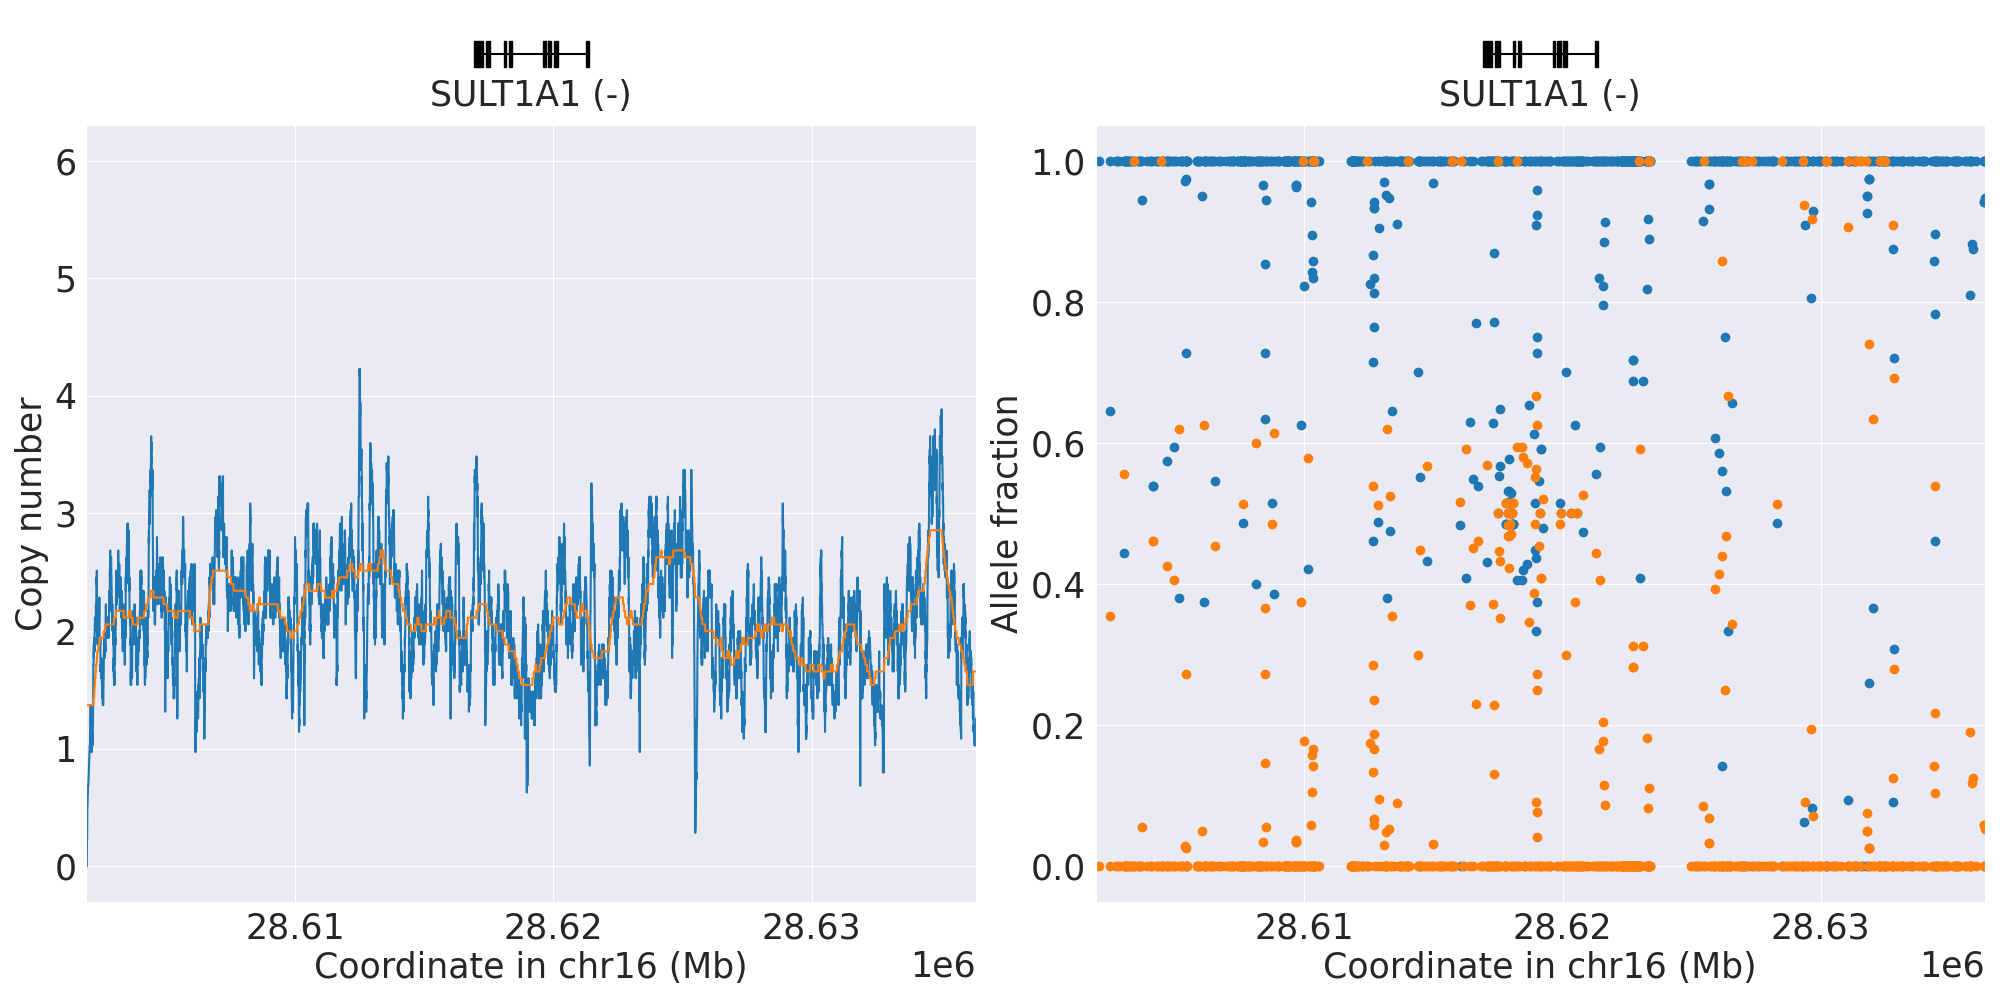 SULT1A1 (-)
6
5
4
3
2
1
0
Copy number
28.61
28.62
28.63
Coordinate in chr16 (Mb)
1e6
SULT1A1 (-)
1.0
0.8
0.6
0.4
0.2
0.0
Allele fraction
28.61
28.62
28.63
Coordinate in chr16 (Mb)
1e6